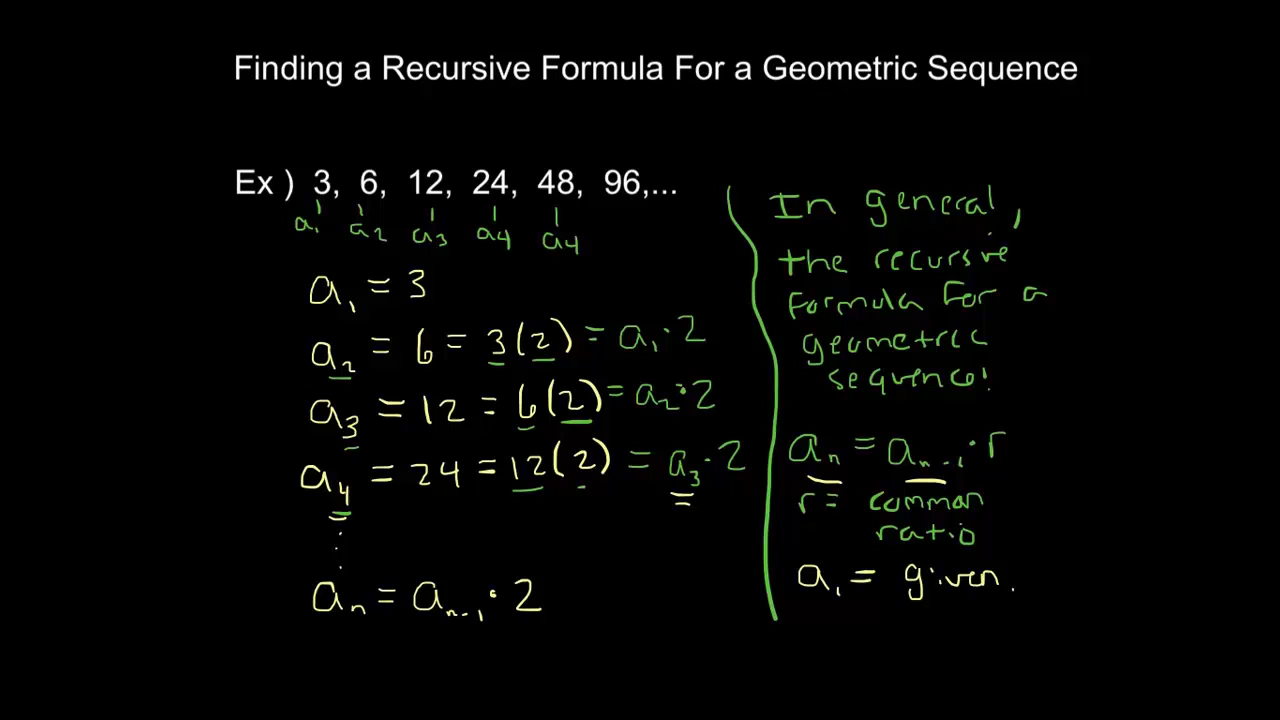 Finding a Recursive Formula For a Geometric Sequence
Ex ) 3, 6, 12, 24, 48, 96,...
a₁ a₂ a₃ a₄ a₄
a₁ = 3
a₂ = 6 = 3(2) = a₁·2
a₃ = 12 = 6(2) = a₂·2
a₄ = 24 = 12(2) = a₃·2
⋮
aₙ = aₙ₋₁·2
In general,
the recursive
formula for a
geometric
sequence:
aₙ = aₙ₋₁·r
r = common
ratio
a₁ = given.